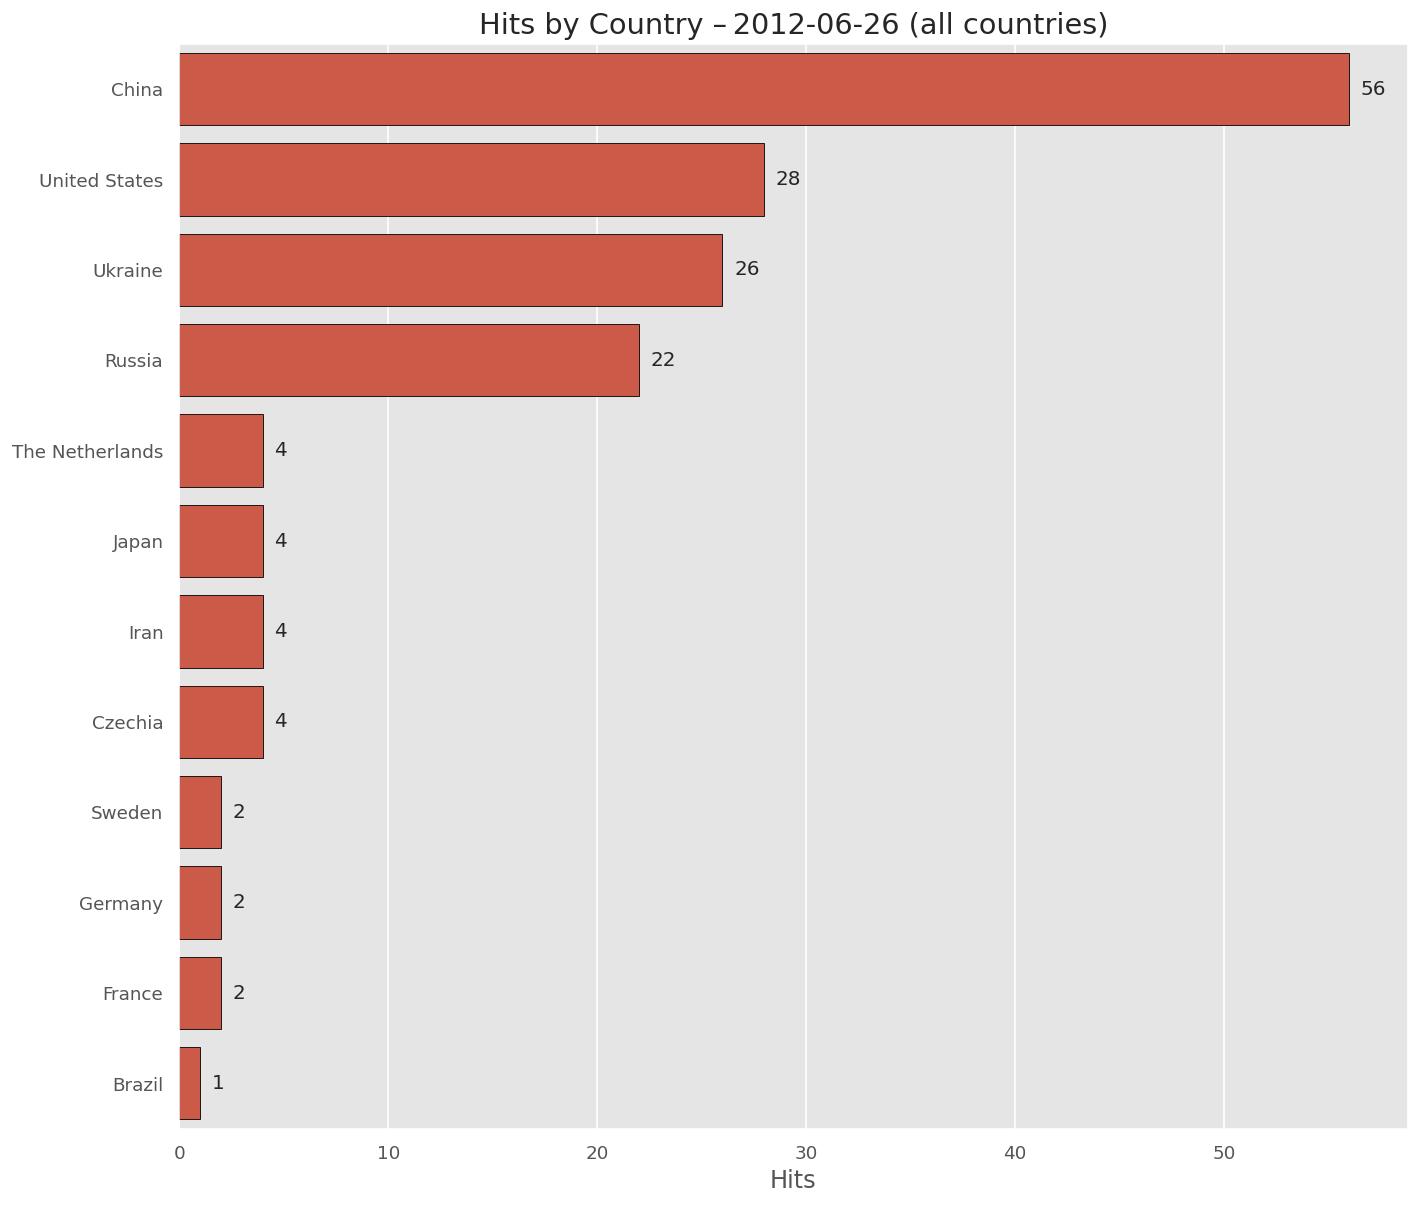 Hits by Country – 2012-06-26 (all countries)
China 56
United States 28
Ukraine 26
Russia 22
The Netherlands 4
Japan 4
Iran 4
Czechia 4
Sweden 2
Germany 2
France 2
Brazil 1
0 10 20 30 40 50
Hits